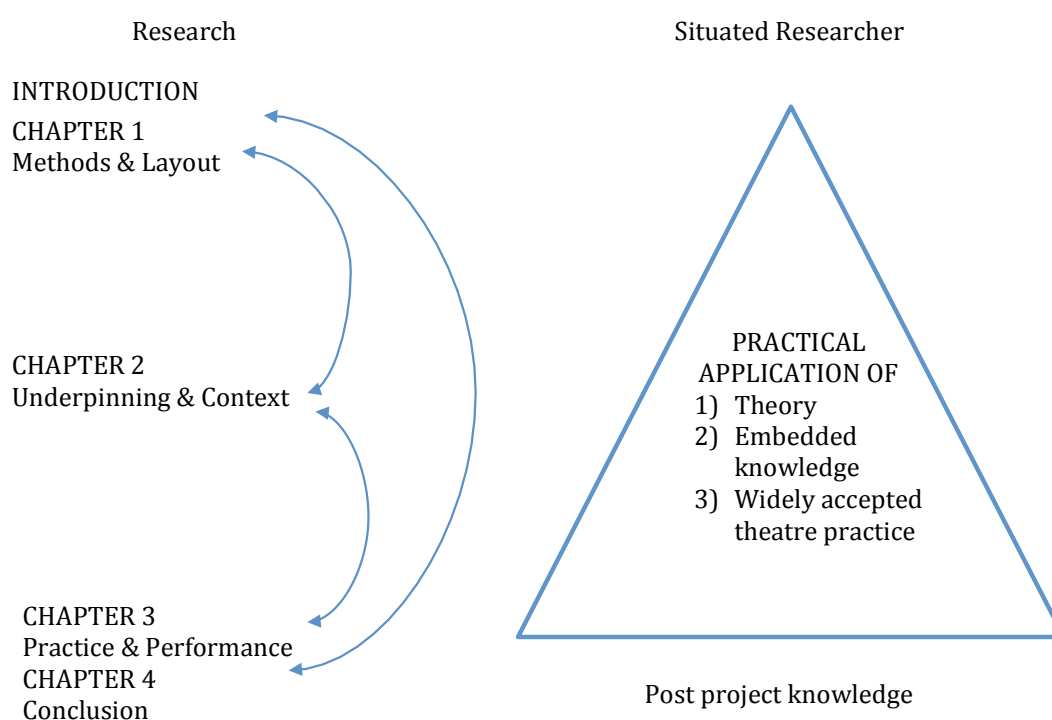 Research
Situated Researcher
INTRODUCTION
CHAPTER 1
Methods & Layout
CHAPTER 2
Underpinning & Context
CHAPTER 3
Practice & Performance
CHAPTER 4
Conclusion
PRACTICAL
APPLICATION OF
1) Theory
2) Embedded
knowledge
3) Widely accepted
theatre practice
Post project knowledge